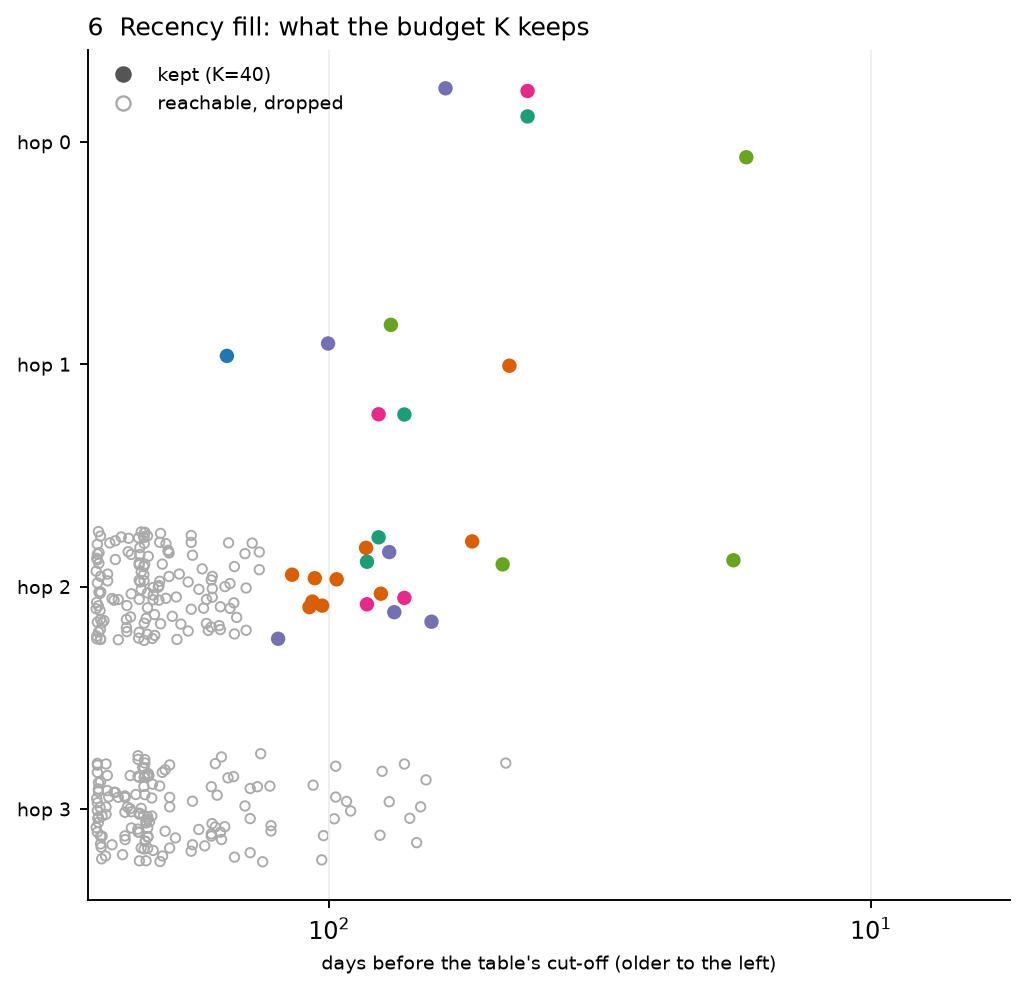 6  Recency fill: what the budget K keeps
kept (K=40)
reachable, dropped
hop 0
hop 1
hop 2
hop 3
10²
10¹
days before the table's cut-off (older to the left)